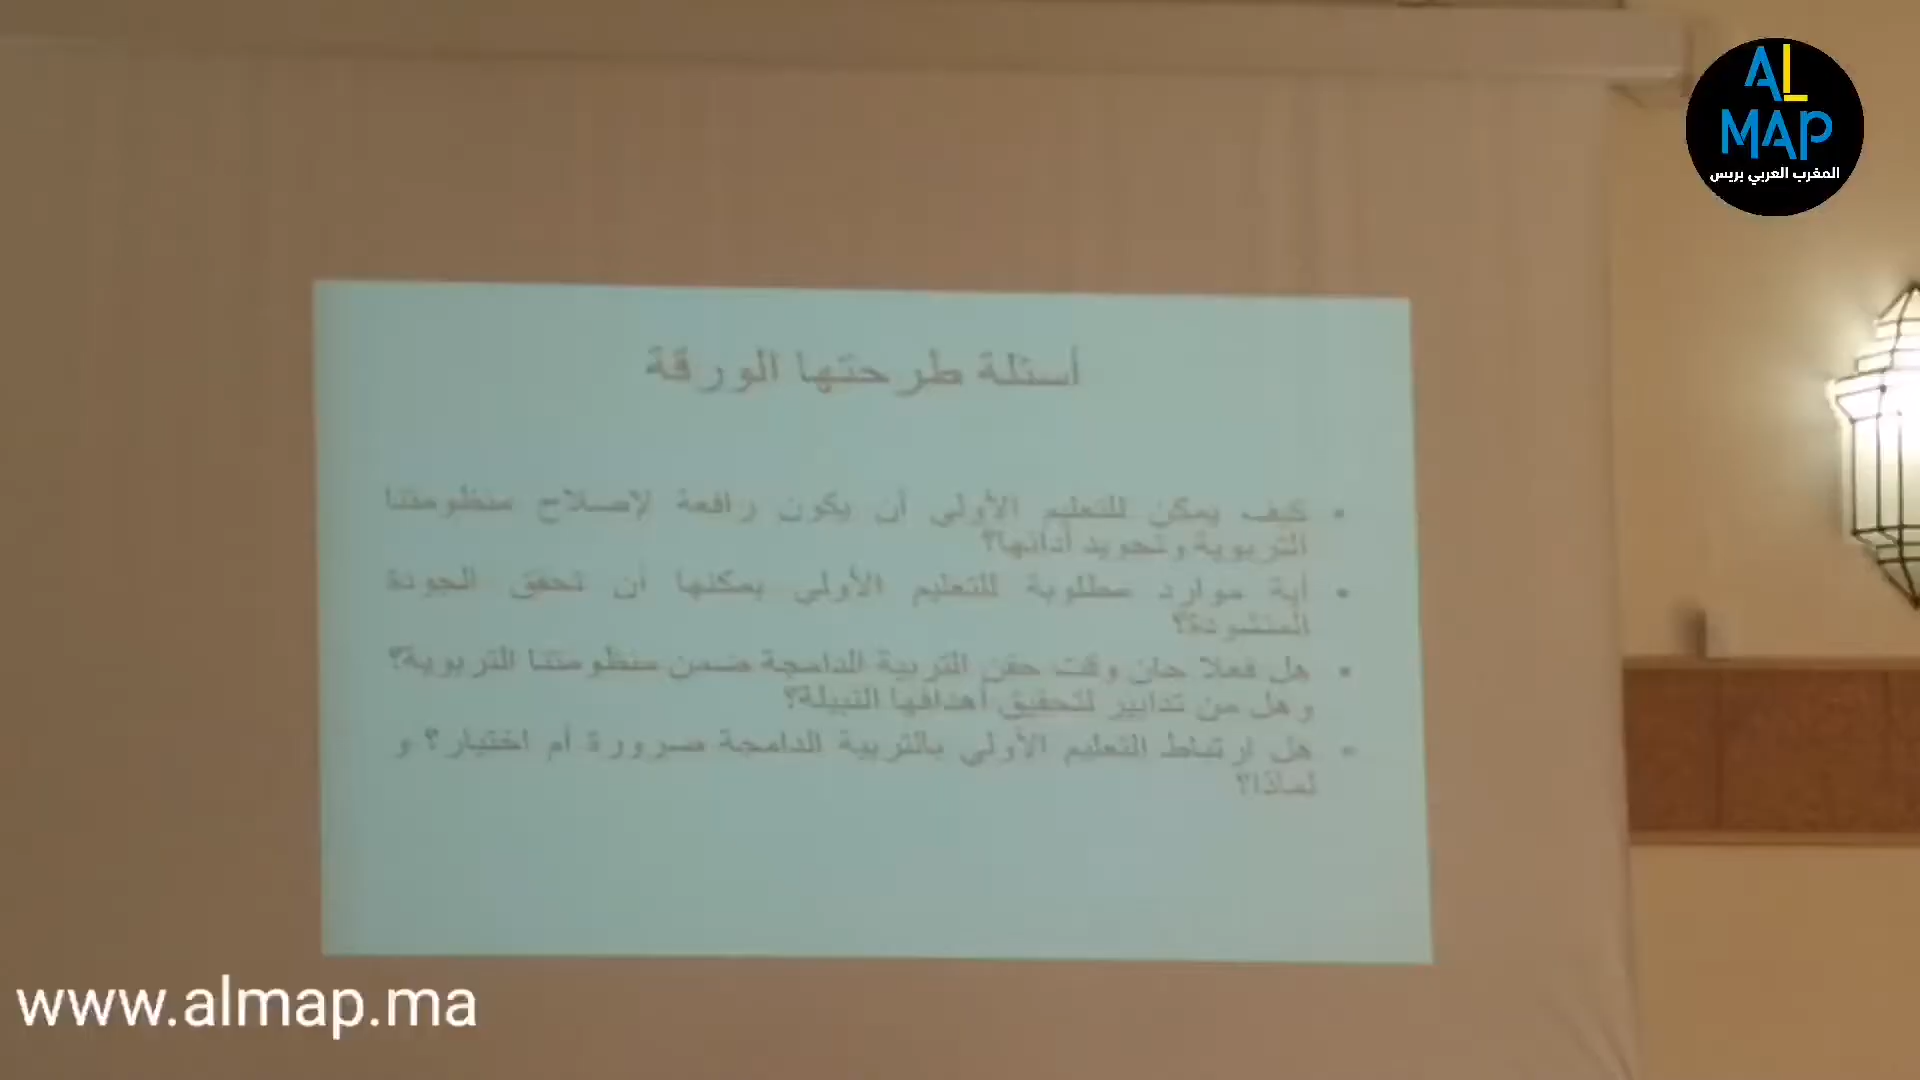 AL
MAP
المغرب العربي بريس
أسئلة طرحتها الورقة
• كيف يمكن للتعليم الأولي أن يكون رافعة لإصلاح منظومتنا
التربوية وتجويد أدائها؟
• أية موارد مطلوبة للتعليم الأولي يمكنها أن تحقق الجودة
المنشودة؟
• هل فعلا حان وقت حقن التربية الدامجة ضمن منظومتنا التربوية؟
وهل من تدابير لتحقيق أهدافها النبيلة؟
• هل ارتباط التعليم الأولي بالتربية الدامجة ضرورة أم اختيار؟ و
لماذا؟
www.almap.ma